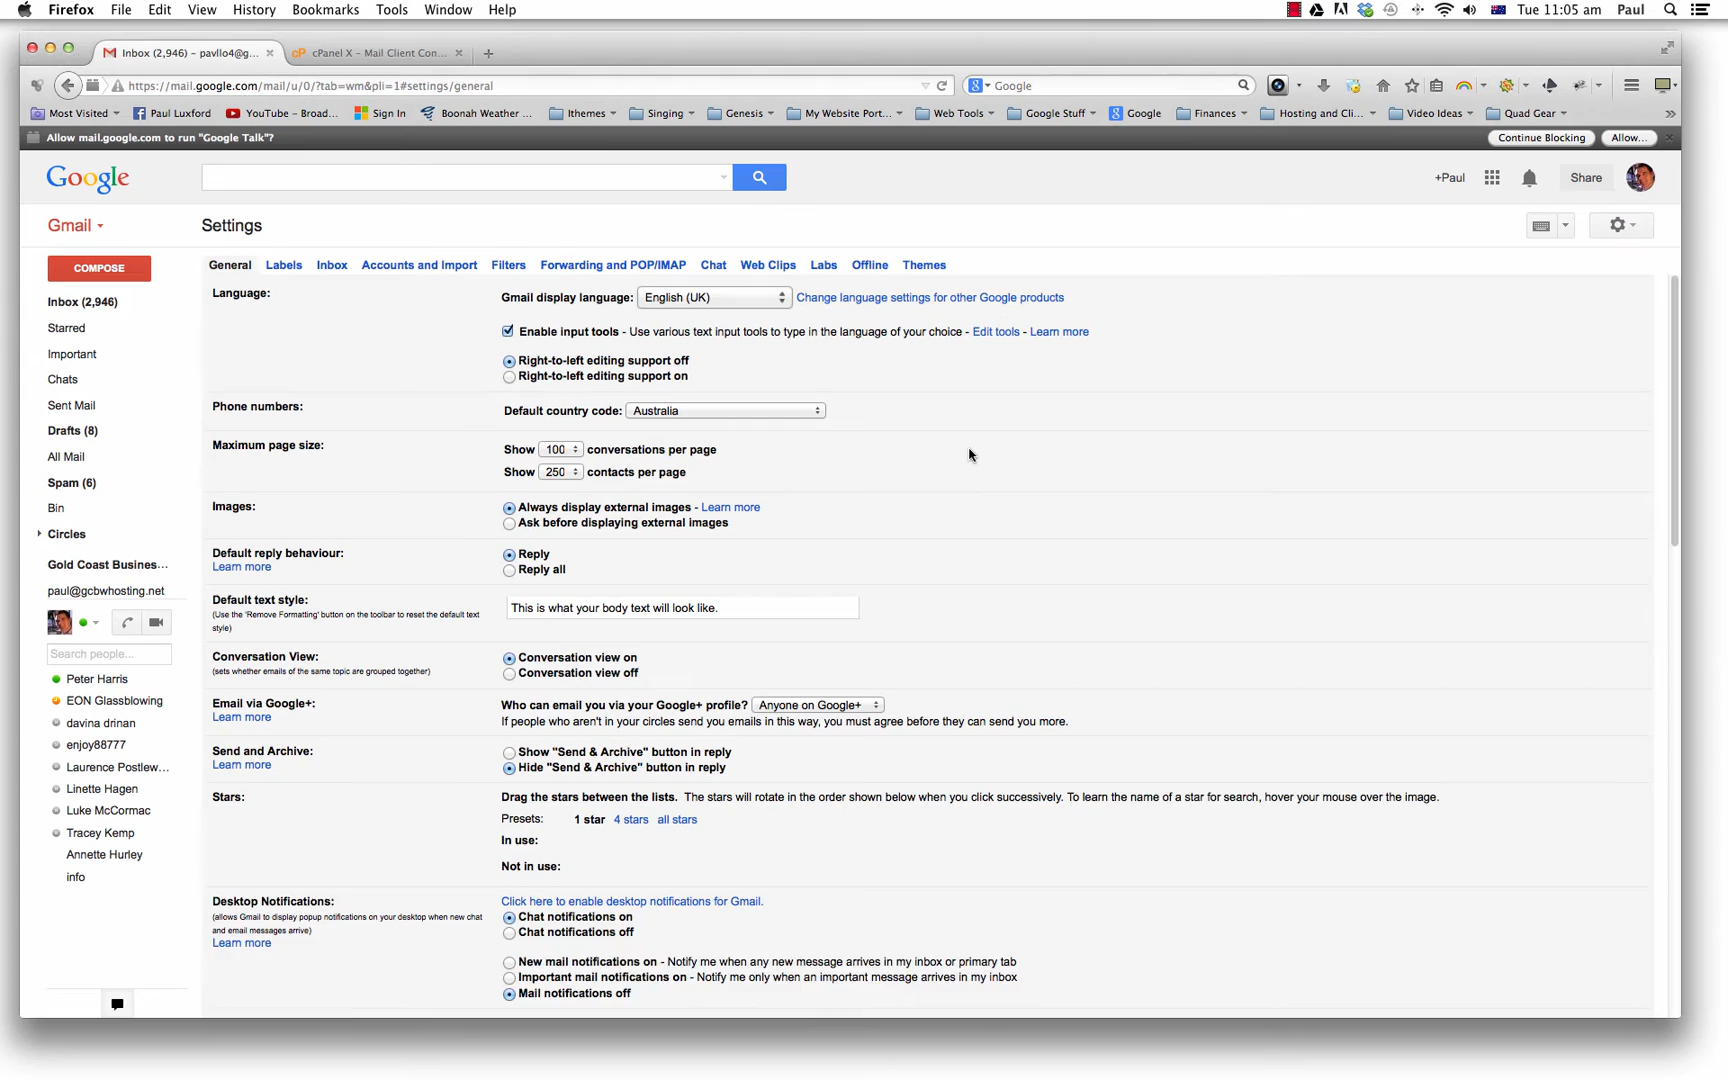 Firefox File Edit View History Bookmarks Tools Window Help Tue 11:05 am Paul
Inbox (2,946) – pavllo4@g... cP cPanel X – Mail Client Con...
https://mail.google.com/mail/u/0/?tab=wm&pli=1#settings/general Google
Most Visited Paul Luxford YouTube – Broad... Sign In Boonah Weather ... Ithemes Singing Genesis My Website Port... Web Tools Google Stuff Google Finances Hosting and Cli... Video Ideas Quad Gear
Allow mail.google.com to run "Google Talk"? Continue Blocking Allow...
Google +Paul Share
Gmail Settings
COMPOSE
Inbox (2,946)
Starred
Important
Chats
Sent Mail
Drafts (8)
All Mail
Spam (6)
Bin
Circles
Gold Coast Busines...
paul@gcbwhosting.net
Search people...
Peter Harris
EON Glassblowing
davina drinan
enjoy88777
Laurence Postlew...
Linette Hagen
Luke McCormac
Tracey Kemp
Annette Hurley
info
General Labels Inbox Accounts and Import Filters Forwarding and POP/IMAP Chat Web Clips Labs Offline Themes
Language:
Gmail display language: English (UK) Change language settings for other Google products
Enable input tools - Use various text input tools to type in the language of your choice - Edit tools - Learn more
Right-to-left editing support off
Right-to-left editing support on
Phone numbers: Default country code: Australia
Maximum page size: Show 100 conversations per page
Show 250 contacts per page
Images: Always display external images - Learn more
Ask before displaying external images
Default reply behaviour: Reply
Learn more Reply all
Default text style:
(Use the 'Remove Formatting' button on the toolbar to reset the default text
style)
This is what your body text will look like.
Conversation View: Conversation view on
(sets whether emails of the same topic are grouped together) Conversation view off
Email via Google+: Who can email you via your Google+ profile? Anyone on Google+
Learn more If people who aren't in your circles send you emails in this way, you must agree before they can send you more.
Send and Archive: Show "Send & Archive" button in reply
Learn more Hide "Send & Archive" button in reply
Stars: Drag the stars between the lists. The stars will rotate in the order shown below when you click successively. To learn the name of a star for search, hover your mouse over the image.
Presets: 1 star 4 stars all stars
In use:
Not in use:
Desktop Notifications:
(allows Gmail to display popup notifications on your desktop when new chat
and email messages arrive)
Learn more
Click here to enable desktop notifications for Gmail.
Chat notifications on
Chat notifications off
New mail notifications on - Notify me when any new message arrives in my inbox or primary tab
Important mail notifications on - Notify me only when an important message arrives in my inbox
Mail notifications off